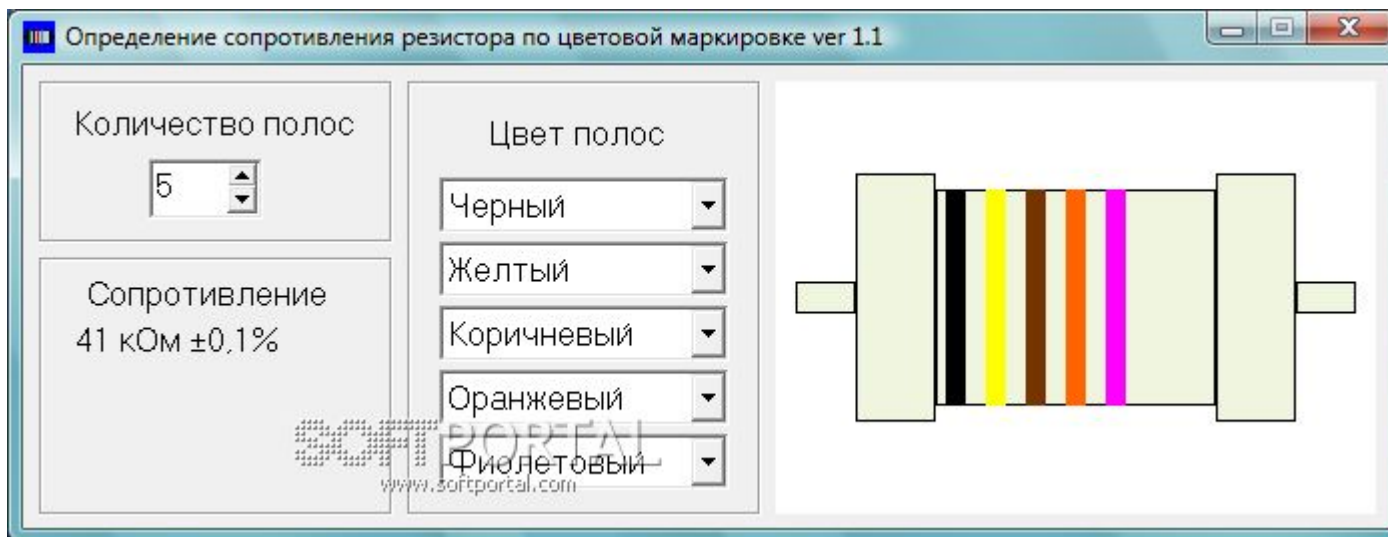 Определение сопротивления резистора по цветовой маркировке ver 1.1
Количество полос
5
Сопротивление
41 кОм ±0,1%
Цвет полос
Черный
Желтый
Коричневый
Оранжевый
Фиолетовый
SOFTPORTAL
www.softportal.com